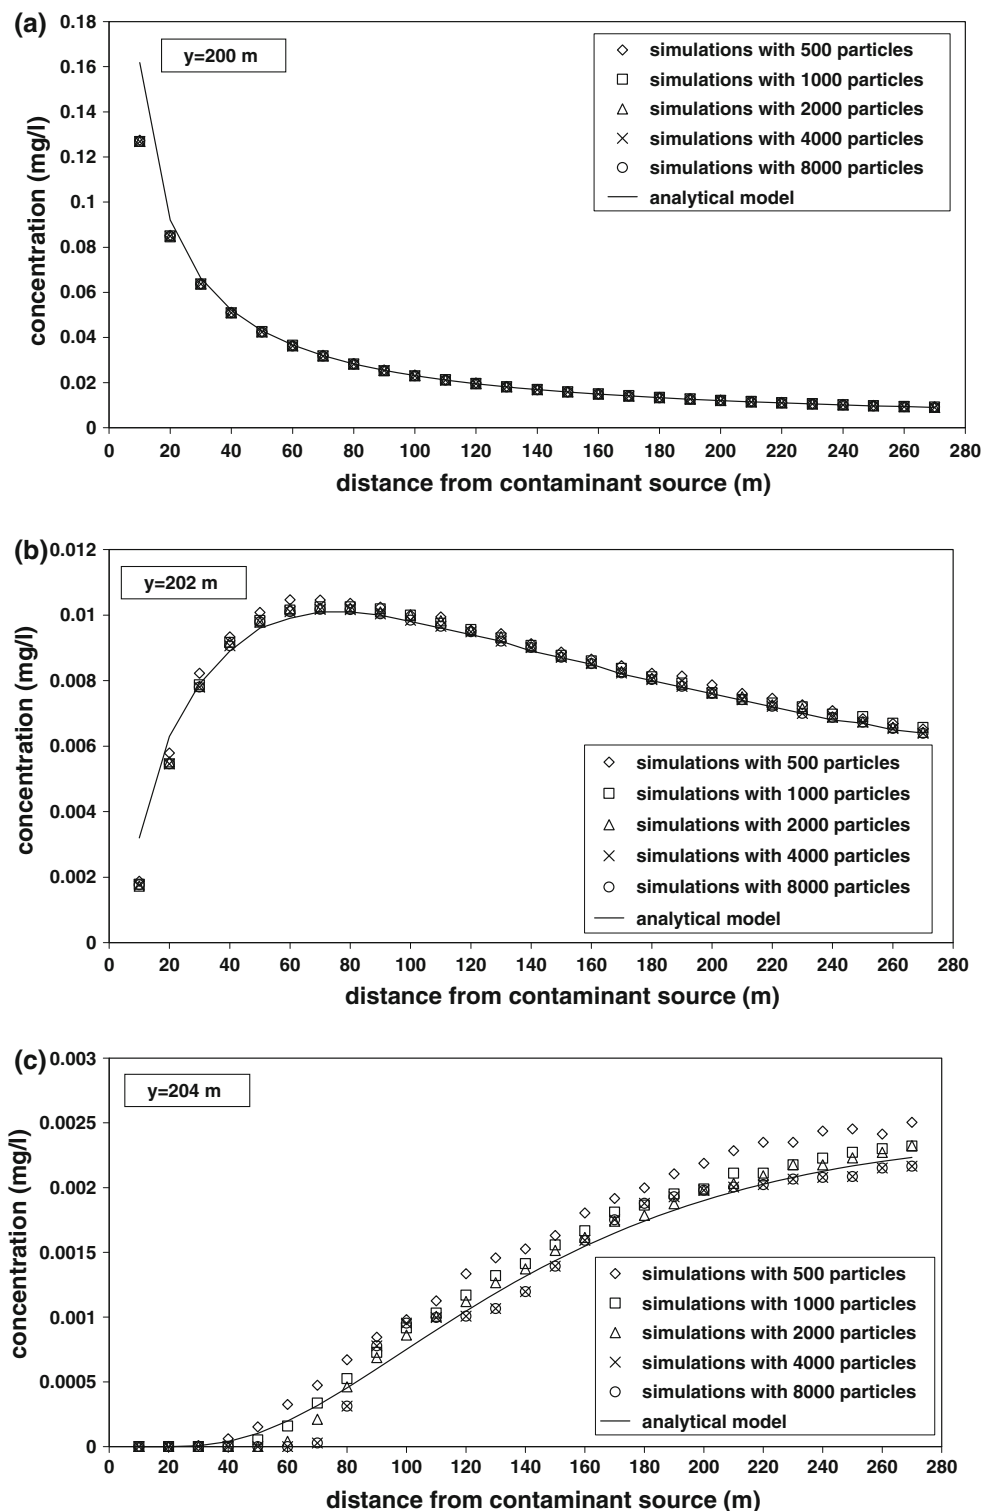 (a)
0.18
0.16
0.14
0.12
0.1
0.08
0.06
0.04
0.02
0
concentration (mg/l)
y=200 m
simulations with 500 particles
simulations with 1000 particles
simulations with 2000 particles
simulations with 4000 particles
simulations with 8000 particles
analytical model
0 20 40 60 80 100 120 140 160 180 200 220 240 260 280
distance from contaminant source (m)
(b)
0.012
0.01
0.008
0.006
0.004
0.002
0
concentration (mg/l)
y=202 m
simulations with 500 particles
simulations with 1000 particles
simulations with 2000 particles
simulations with 4000 particles
simulations with 8000 particles
analytical model
0 20 40 60 80 100 120 140 160 180 200 220 240 260 280
distance from contaminant source (m)
(c)
0.003
0.0025
0.002
0.0015
0.001
0.0005
0
concentration (mg/l)
y=204 m
simulations with 500 particles
simulations with 1000 particles
simulations with 2000 particles
simulations with 4000 particles
simulations with 8000 particles
analytical model
0 20 40 60 80 100 120 140 160 180 200 220 240 260 280
distance from contaminant source (m)